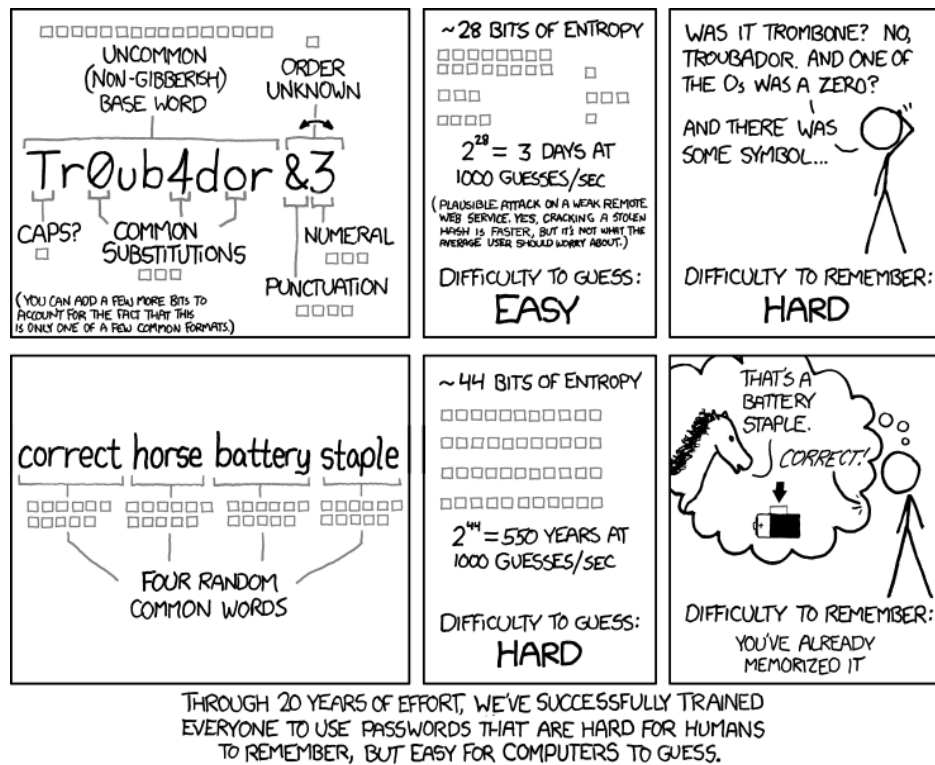 UNCOMMON
(NON-GIBBERISH)
BASE WORD
ORDER
UNKNOWN
Tr0ub4dor &3
CAPS?
COMMON
SUBSTITUTIONS
NUMERAL
PUNCTUATION
(YOU CAN ADD A FEW MORE BITS TO
ACCOUNT FOR THE FACT THAT THIS
IS ONLY ONE OF A FEW COMMON FORMATS.)
~28 BITS OF ENTROPY
2²⁸ = 3 DAYS AT
1000 GUESSES/SEC
(PLAUSIBLE ATTACK ON A WEAK REMOTE
WEB SERVICE. YES, CRACKING A STOLEN
HASH IS FASTER, BUT IT'S NOT WHAT THE
AVERAGE USER SHOULD WORRY ABOUT.)
DIFFICULTY TO GUESS:
EASY
WAS IT TROMBONE? NO,
TROUBADOR. AND ONE OF
THE Os WAS A ZERO?
AND THERE WAS
SOME SYMBOL...
DIFFICULTY TO REMEMBER:
HARD
correct horse battery staple
FOUR RANDOM
COMMON WORDS
~44 BITS OF ENTROPY
2⁴⁴ = 550 YEARS AT
1000 GUESSES/SEC
DIFFICULTY TO GUESS:
HARD
THAT'S A
BATTERY
STAPLE.
CORRECT!
DIFFICULTY TO REMEMBER:
YOU'VE ALREADY
MEMORIZED IT
THROUGH 20 YEARS OF EFFORT, WE'VE SUCCESSFULLY TRAINED
EVERYONE TO USE PASSWORDS THAT ARE HARD FOR HUMANS
TO REMEMBER, BUT EASY FOR COMPUTERS TO GUESS.